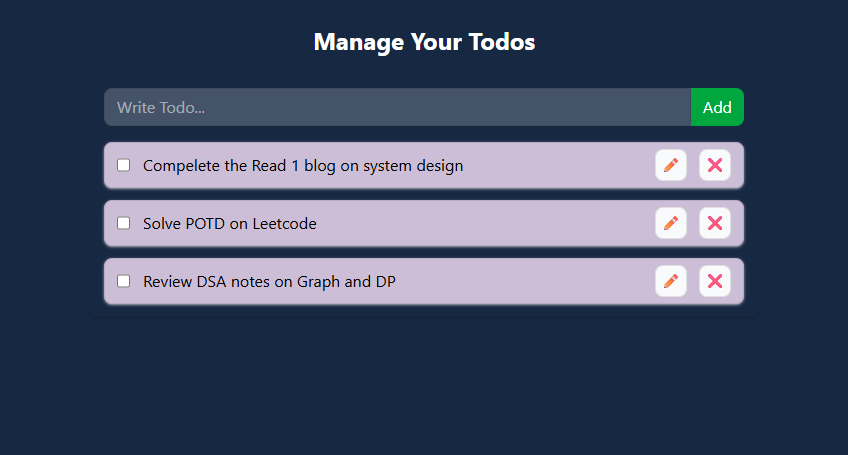 Manage Your Todos
Write Todo...
Add
Compelete the Read 1 blog on system design
Solve POTD on Leetcode
Review DSA notes on Graph and DP